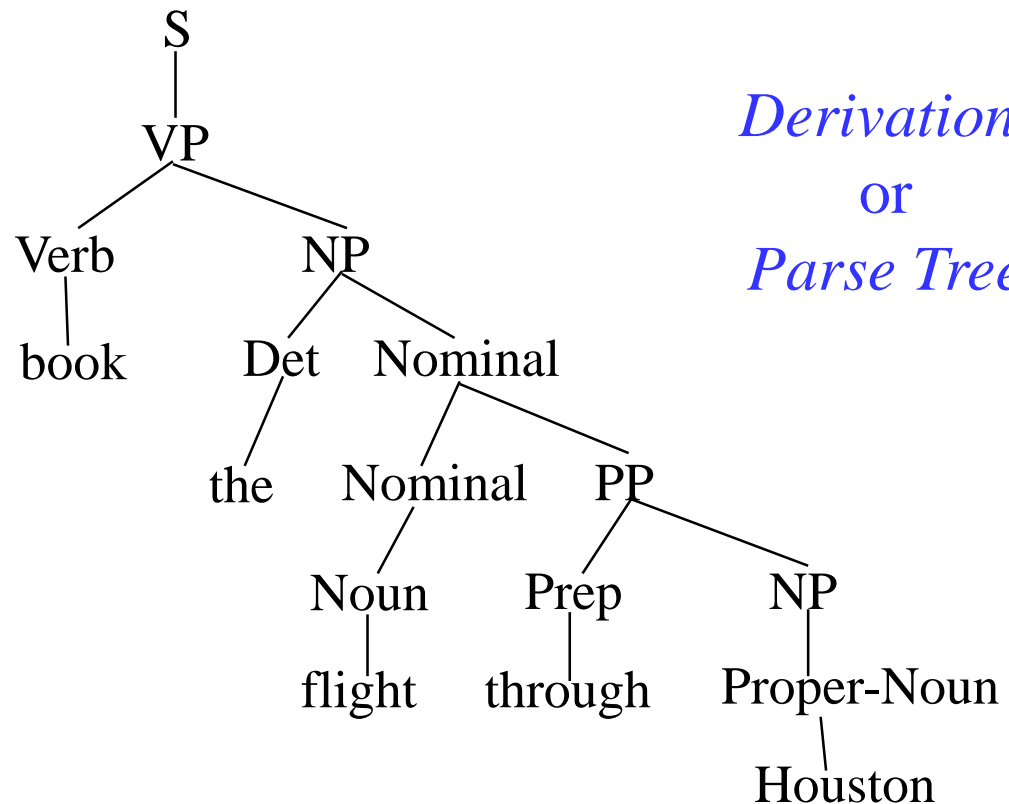 S
Derivation
VP
or
Verb NP
Parse Tree
book Det Nominal
the Nominal PP
Noun Prep NP
flight through Proper-Noun
Houston